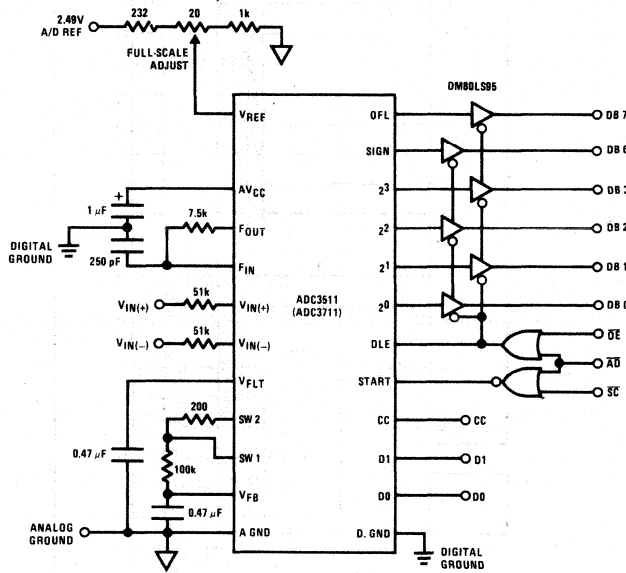 2.49V
A/D REF
232
20
1k
FULL-SCALE
ADJUST
DM80LS95
VREF
OFL
DB 7
SIGN
DB 6
AVCC
2³
DB 3
1 µF
+
7.5k
FOUT
2²
DB 2
DIGITAL
GROUND
250 pF
FIN
2¹
DB 1
ADC3511
(ADC3711)
VIN(+)
51k
VIN(+)
2⁰
DB 0
VIN(−)
51k
VIN(−)
DLE
OE
VFLT
START
AD
SC
200
SW 2
CC
CC
0.47 µF
100k
SW 1
D1
D1
VFB
D0
D0
0.47 µF
ANALOG
GROUND
A GND
D. GND
DIGITAL
GROUND